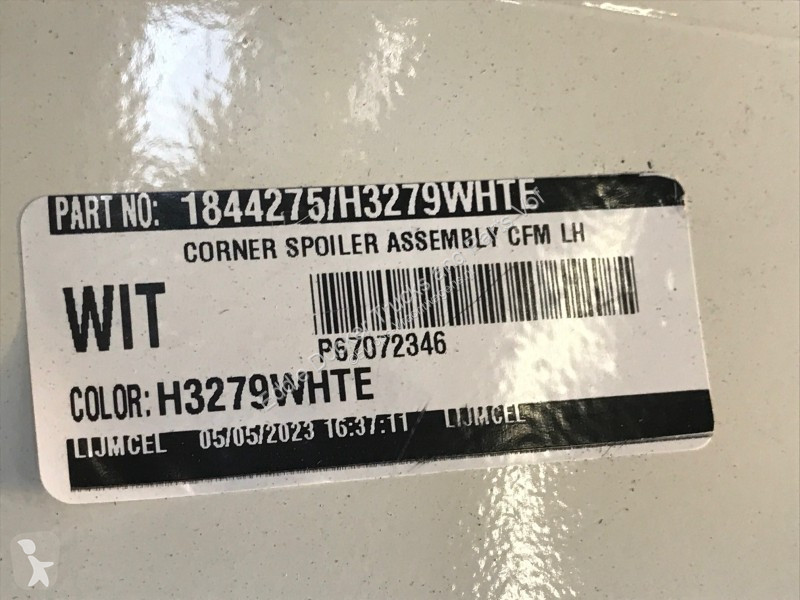 PART NO: 1844275/H3279WHTE
CORNER SPOILER ASSEMBLY CFM LH
WIT
P67072346
COLOR: H3279WHTE
LIJMCEL 05/05/2023 16:37:11 LIJMCEL